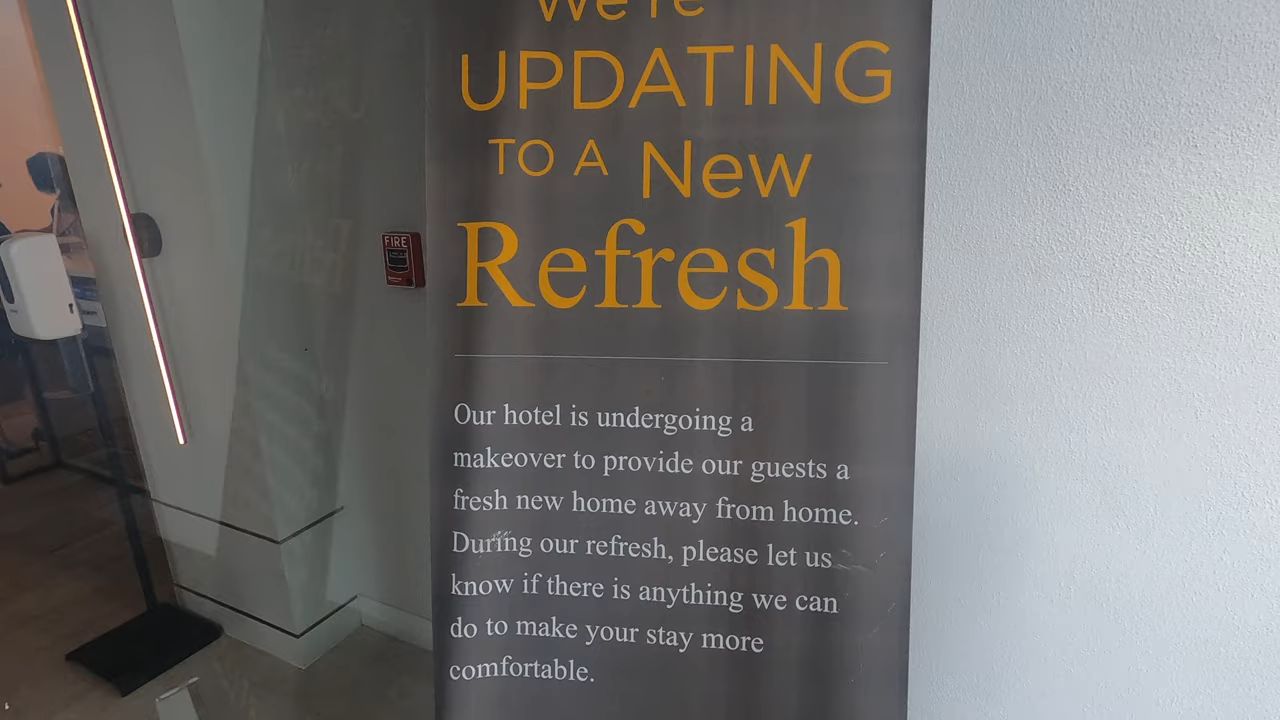 We're
UPDATING
TO A New
Refresh
Our hotel is undergoing a
makeover to provide our guests a
fresh new home away from home.
During our refresh, please let us
know if there is anything we can
do to make your stay more
comfortable.
FIRE